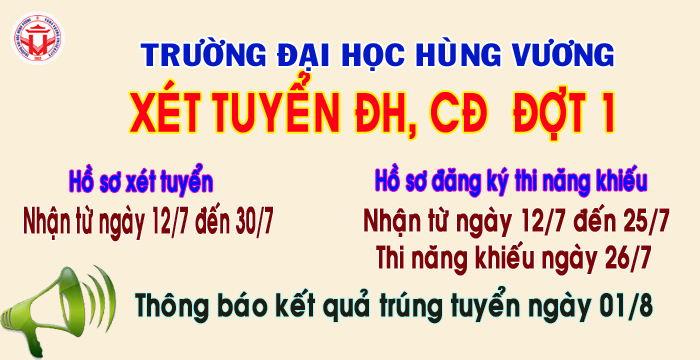 TRƯỜNG ĐẠI HỌC HÙNG VƯƠNG
XÉT TUYỂN ĐH, CĐ ĐỢT 1
Hồ sơ xét tuyển
Nhận từ ngày 12/7 đến 30/7
Hồ sơ đăng ký thi năng khiếu
Nhận từ ngày 12/7 đến 25/7
Thi năng khiếu ngày 26/7
Thông báo kết quả trúng tuyển ngày 01/8